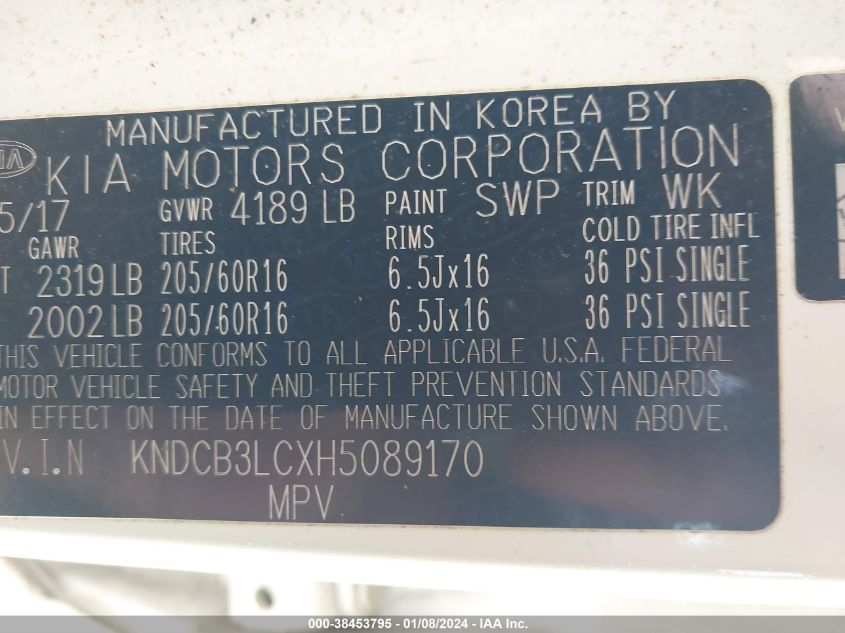 MANUFACTURED IN KOREA BY
KIA KIA MOTORS CORPORATION
5/17 GVWR 4189 LB PAINT SWP TRIM WK
GAWR TIRES RIMS COLD TIRE INFL
T 2319 LB 205/60R16 6.5Jx16 36 PSI SINGLE
2002 LB 205/60R16 6.5Jx16 36 PSI SINGLE
THIS VEHICLE CONFORMS TO ALL APPLICABLE U.S.A. FEDERAL
MOTOR VEHICLE SAFETY AND THEFT PREVENTION STANDARDS
IN EFFECT ON THE DATE OF MANUFACTURE SHOWN ABOVE.
V.I.N KNDCB3LCXH5089170
MPV
000-38453795 - 01/08/2024 - IAA Inc.